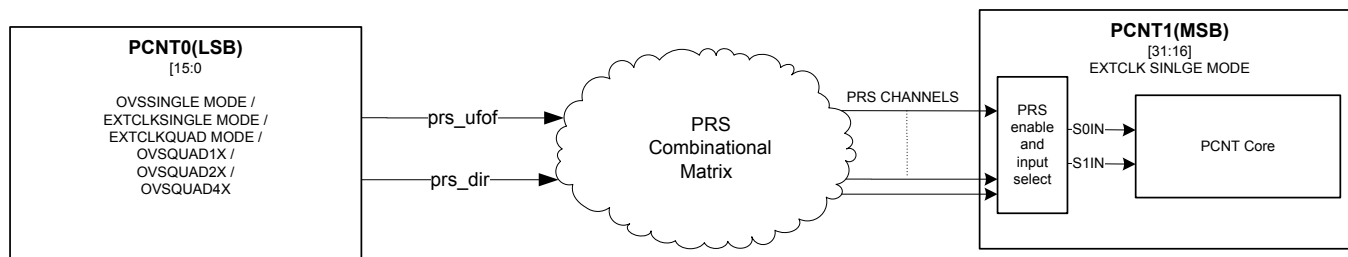 PCNT0(LSB)
[15:0
OVSSINGLE MODE /
EXTCLKSINGLE MODE /
EXTCLKQUAD MODE /
OVSQUAD1X /
OVSQUAD2X /
OVSQUAD4X
prs_ufof
prs_dir
PRS
Combinational
Matrix
PRS CHANNELS
PCNT1(MSB)
[31:16]
EXTCLK SINLGE MODE
PRS
enable
and
input
select
S0IN
S1IN
PCNT Core